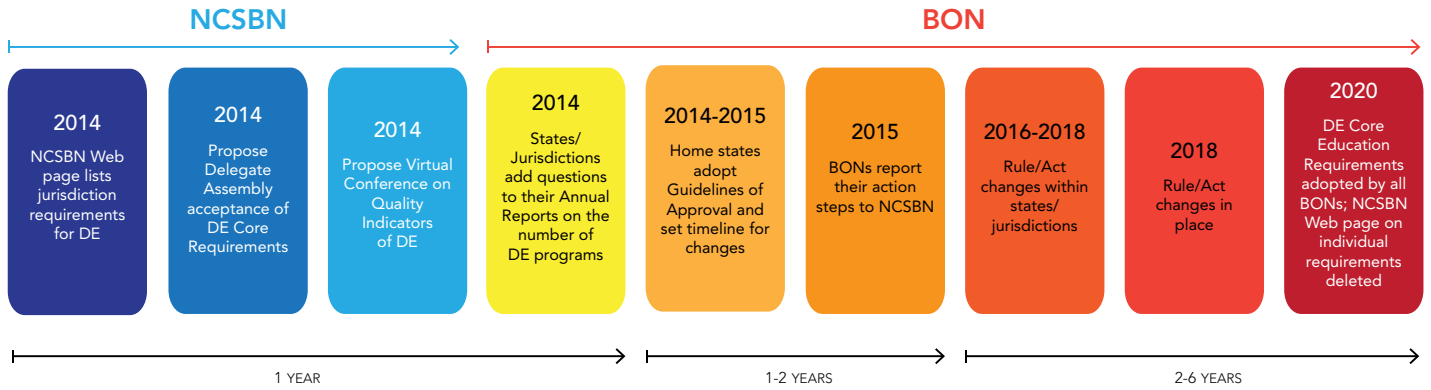 NCSBN
BON
2014
NCSBN Web
page lists
jurisdiction
requirements
for DE
2014
Propose
Delegate
Assembly
acceptance of
DE Core
Requirements
2014
Propose Virtual
Conference on
Quality
Indicators
of DE
2014
States/
Jurisdictions
add questions
to their Annual
Reports on the
number of
DE programs
2014-2015
Home states
adopt
Guidelines of
Approval and
set timeline for
changes
2015
BONs report
their action
steps to NCSBN
2016-2018
Rule/Act
changes within
states/
jurisdictions
2018
Rule/Act
changes in
place
2020
DE Core
Education
Requirements
adopted by all
BONs; NCSBN
Web page on
individual
requirements
deleted
1 YEAR
1-2 YEARS
2-6 YEARS